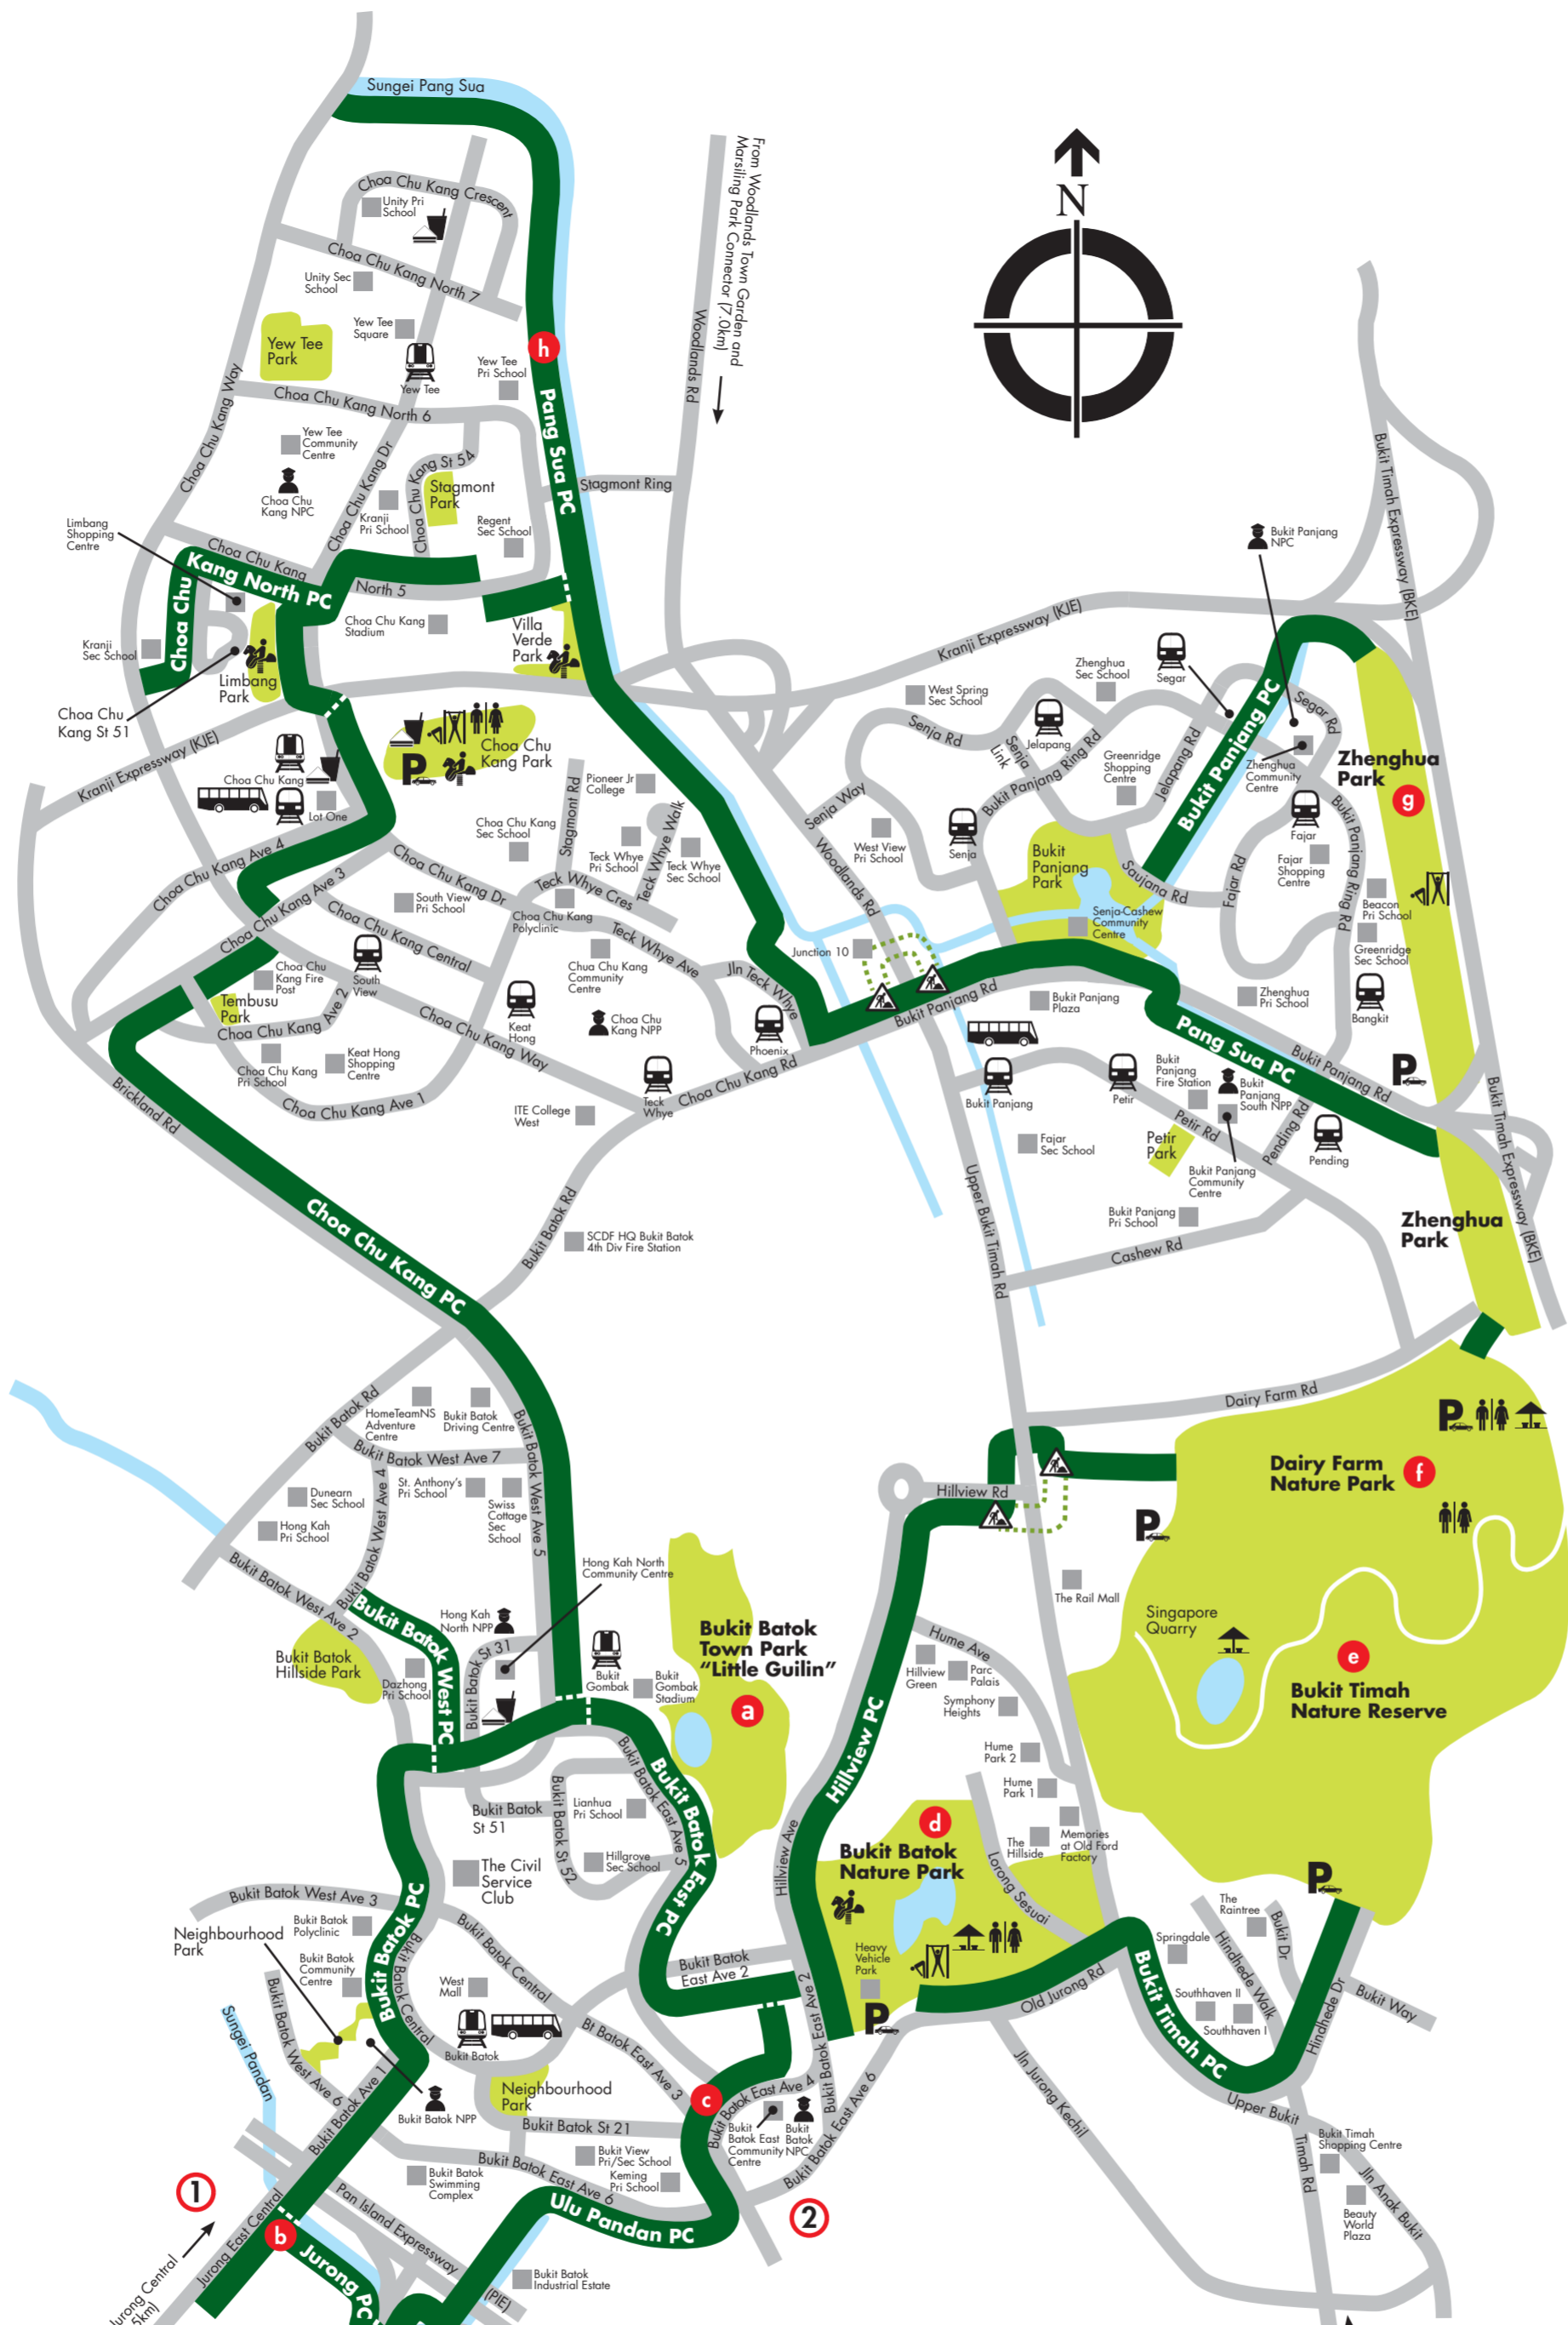 Sungei Pang Sua
Choa Chu Kang Crescent
Unity Pri
School
Choa Chu Kang North 7
Unity Sec
School
From Woodlands Town Garden and
Marsiling Park Connector (7.0km)
Woodlands Rd
N
Yew Tee
Park
Yew Tee
Square
Yew Tee
Yew Tee
Pri School
h
Pang Sua PC
Choa Chu Kang Way
Choa Chu Kang North 6
Yew Tee
Community
Centre
Choa Chu
Kang NPC
Choa Chu Kang Dr
Kranji
Pri School
Choa Chu Kang St 54
Stagmont
Park
Regent
Sec School
Stagmont Ring
Limbang
Shopping
Centre
Choa Chu Kang
North 5
Choa Chu
Kang North PC
Choa Chu Kang
Stadium
Villa
Verde
Park
Kranji
Sec School
Limbang
Park
Choa Chu
Kang St 51
Kranji Expressway (KJE)
Kranji Expressway (KJE)
Bukit Timah Expressway (BKE)
Bukit Panjang
NPC
Choa Chu
Kang Park
P
Choa Chu Kang
Lot One
Pioneer Jr
College
Stagmont Rd
Choa Chu Kang
Sec School
Teck Whye
Pri School
Teck Whye Walk
Teck Whye
Sec School
Teck Whye Cres
Choa Chu Kang Ave 4
Choa Chu Kang Ave 3
Choa Chu Kang Dr
South View
Pri School
Choa Chu Kang
Polyclinic
Choa Chu Kang Central
South
View
Teck Whye Ave
Chua Chu Kang
Community
Centre
Jln Teck Whye
Choa Chu
Kang Fire
Post
Tembusu
Park
Choa Chu Kang Ave 2
Choa Chu Kang
Pri School
Keat Hong
Shopping
Centre
Choa Chu Kang Ave 1
Choa Chu Kang Way
Keat
Hong
Choa Chu
Kang NPP
Phoenix
Teck
Whye
Choa Chu Kang Rd
ITE College
West
West Spring
Sec School
Zhenghua
Sec School
Segar
Segar Rd
Senja Rd
Senja
Link
Jelapang
Bukit Panjang Ring Rd
Greenridge
Shopping
Centre
Jelapang Rd
Bukit Panjang PC
Zhenghua
Community
Centre
Zhenghua
Park
g
Fajar
Fajar
Shopping
Centre
Fajar Rd
Bukit Panjang Ring Rd
Beacon
Pri School
Greenridge
Sec School
Bangkit
Zhenghua
Pri School
Senja Way
West View
Pri School
Senja
Woodlands Rd
Bukit
Panjang
Park
Saujana Rd
Senja-Cashew
Community
Centre
Junction 10
Bukit Panjang Rd
Bukit Panjang
Plaza
Bukit Panjang
Petir
Pang Sua PC
Bukit Panjang Rd
P
Bukit
Panjang
Fire Station
Bukit
Panjang
South NPP
Petir Rd
Pending Rd
Pending
Fajar
Sec School
Petir
Park
Bukit Panjang
Community
Centre
Bukit Panjang
Pri School
Cashew Rd
Upper Bukit Timah Rd
Zhenghua
Park
Bukit Timah Expressway (BKE)
Brickland Rd
Choa Chu Kang PC
Bukit Batok Rd
SCDF HQ Bukit Batok
4th Div Fire Station
Dairy Farm Rd
Bukit Batok Rd
HomeTeamNS
Adventure
Centre
Bukit Batok
Driving Centre
Bukit Batok West Ave 7
Bukit Batok West Ave 5
Dunearn
Sec School
St. Anthony's
Pri School
Swiss
Cottage
Sec
School
Hong Kah
Pri School
Bukit Batok West Ave 4
Bukit Batok West Ave 2
Bukit Batok West PC
Bukit Batok
Hillside Park
Dazhong
Pri School
Hong Kah
North NPP
Bukit Batok St 31
Hong Kah North
Community Centre
Bukit
Gombak
Bukit
Gombak
Stadium
Bukit Batok
Town Park
“Little Guilin”
a
Hillview Rd
P
Dairy Farm
Nature Park
f
P
The Rail Mall
Singapore
Quarry
e
Bukit Timah
Nature Reserve
Hume Ave
Hillview
Green
Parc
Palais
Symphony
Heights
Hume
Park 2
Hume
Park 1
Hillview PC
Hillview Ave
The
Hillside
Memories
at Old Ford
Factory
Lorong Sesuai
d
Bukit Batok
Nature Park
Heavy
Vehicle
Park
P
Old Jurong Rd
Bukit Batok East Ave 5
Bukit Batok East PC
Bukit Batok
St 51
Bukit Batok St 52
Lianhua
Pri School
Hillgrove
Sec School
The Civil
Service
Club
Bukit Batok West Ave 3
Bukit Batok
Polyclinic
Neighbourhood
Park
Bukit Batok
Community
Centre
Bukit Batok PC
Bukit Batok Central
Bukit Batok Central
West
Mall
Bukit Batok
Bukit Batok
East Ave 2
Bukit Batok East Ave 2
Bt Batok East Ave 3
Bukit Batok West Ave 6
Sungei Pandan
Bukit Batok Ave 1
Bukit Batok NPP
Neighbourhood
Park
Bukit Batok St 21
c
Bukit Batok East Ave 4
Bukit
Batok East
Community
Centre
Bukit
Batok
NPC
Bukit Batok East Ave 6
Bukit View
Pri/Sec School
Keming
Pri School
Bukit Batok
Swimming
Complex
Bukit Batok East Ave 6
Ulu Pandan PC
1
2
Pan Island Expressway
(PIE)
b
Jurong PC
Jurong East Central
Jurong Central
5km)
Bukit Batok
Industrial Estate
P
The
Raintree
Bukit Dr
Springdale
Hindhede Walk
Southhaven II
Southhaven I
Hindhede Dr
Bukit Way
Bukit Timah PC
Upper Bukit
Timah Rd
Jln Jurong Kechil
Bukit Timah
Shopping Centre
Jln Anak Bukit
Beauty
World
Plaza